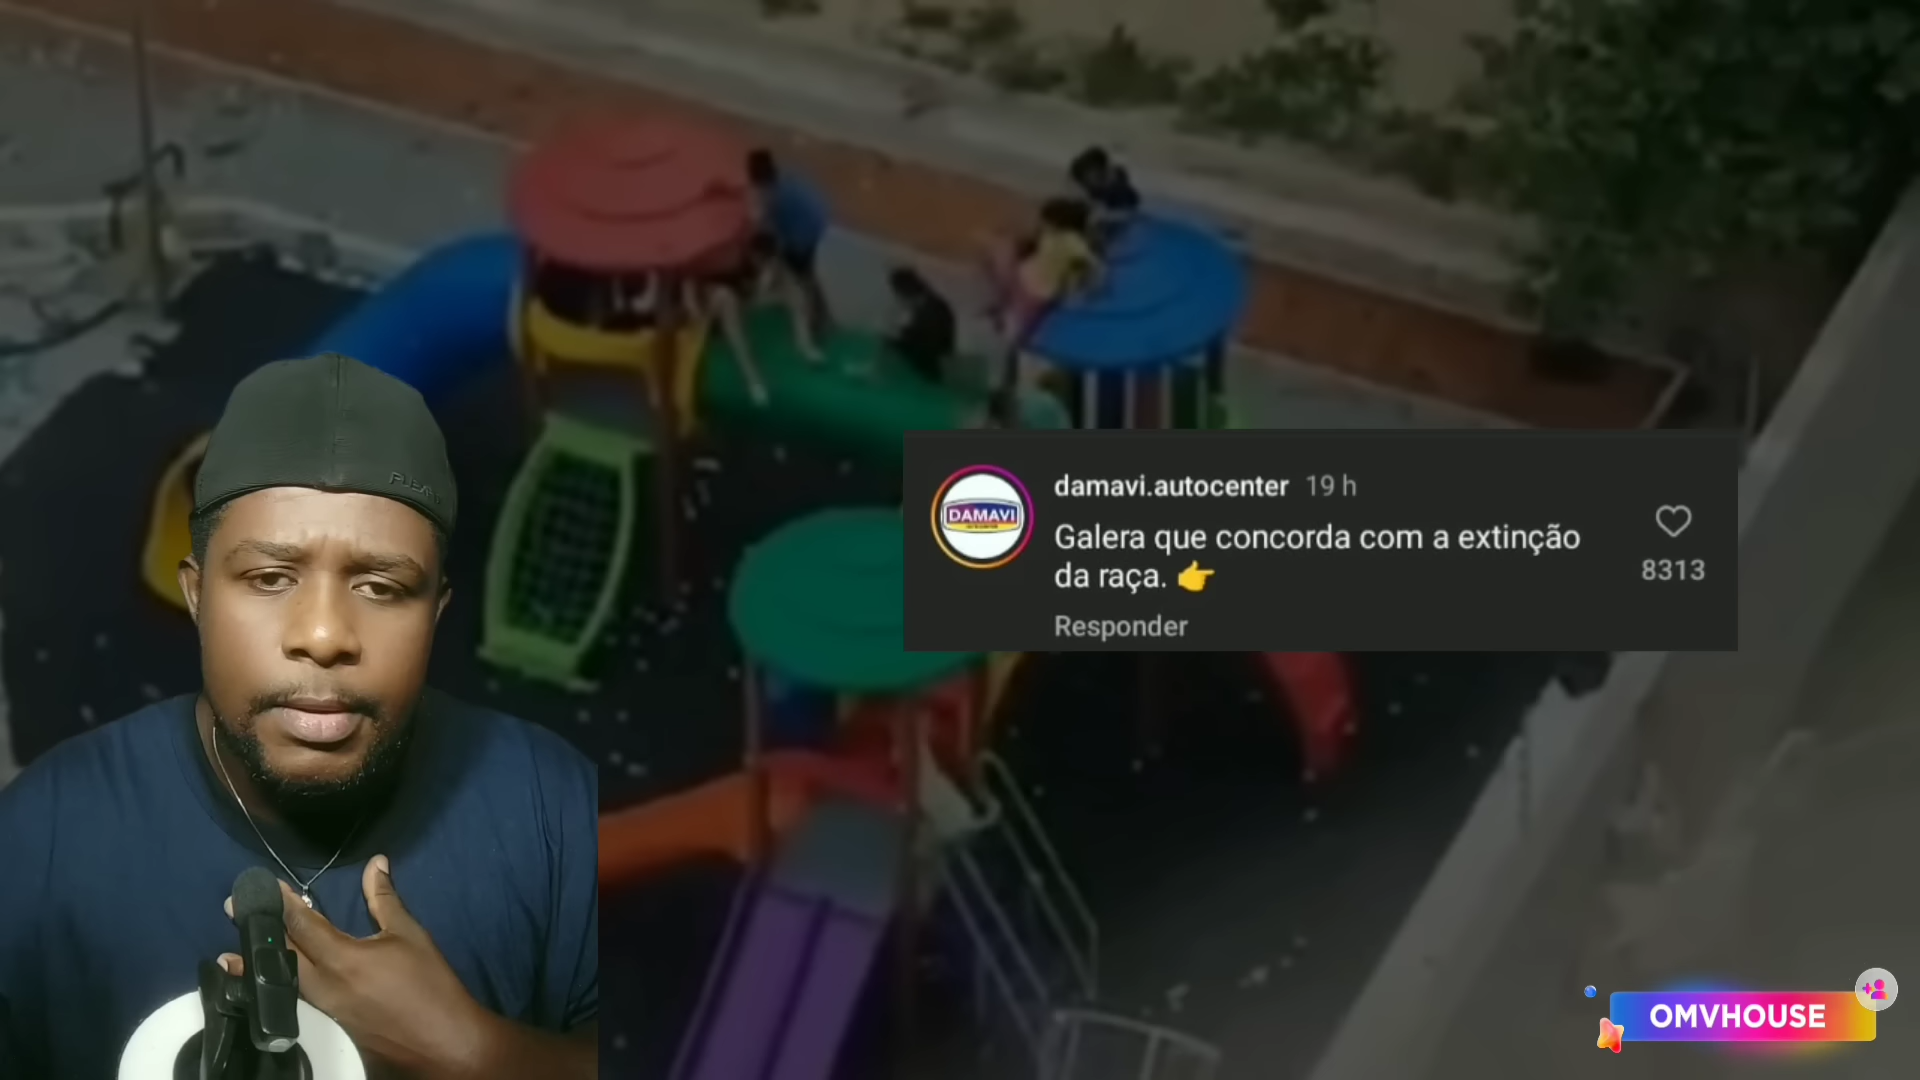 damavi.autocenter 19 h
DAMAVI
Galera que concorda com a extinção
da raça. 👉
8313
Responder
OMVHOUSE